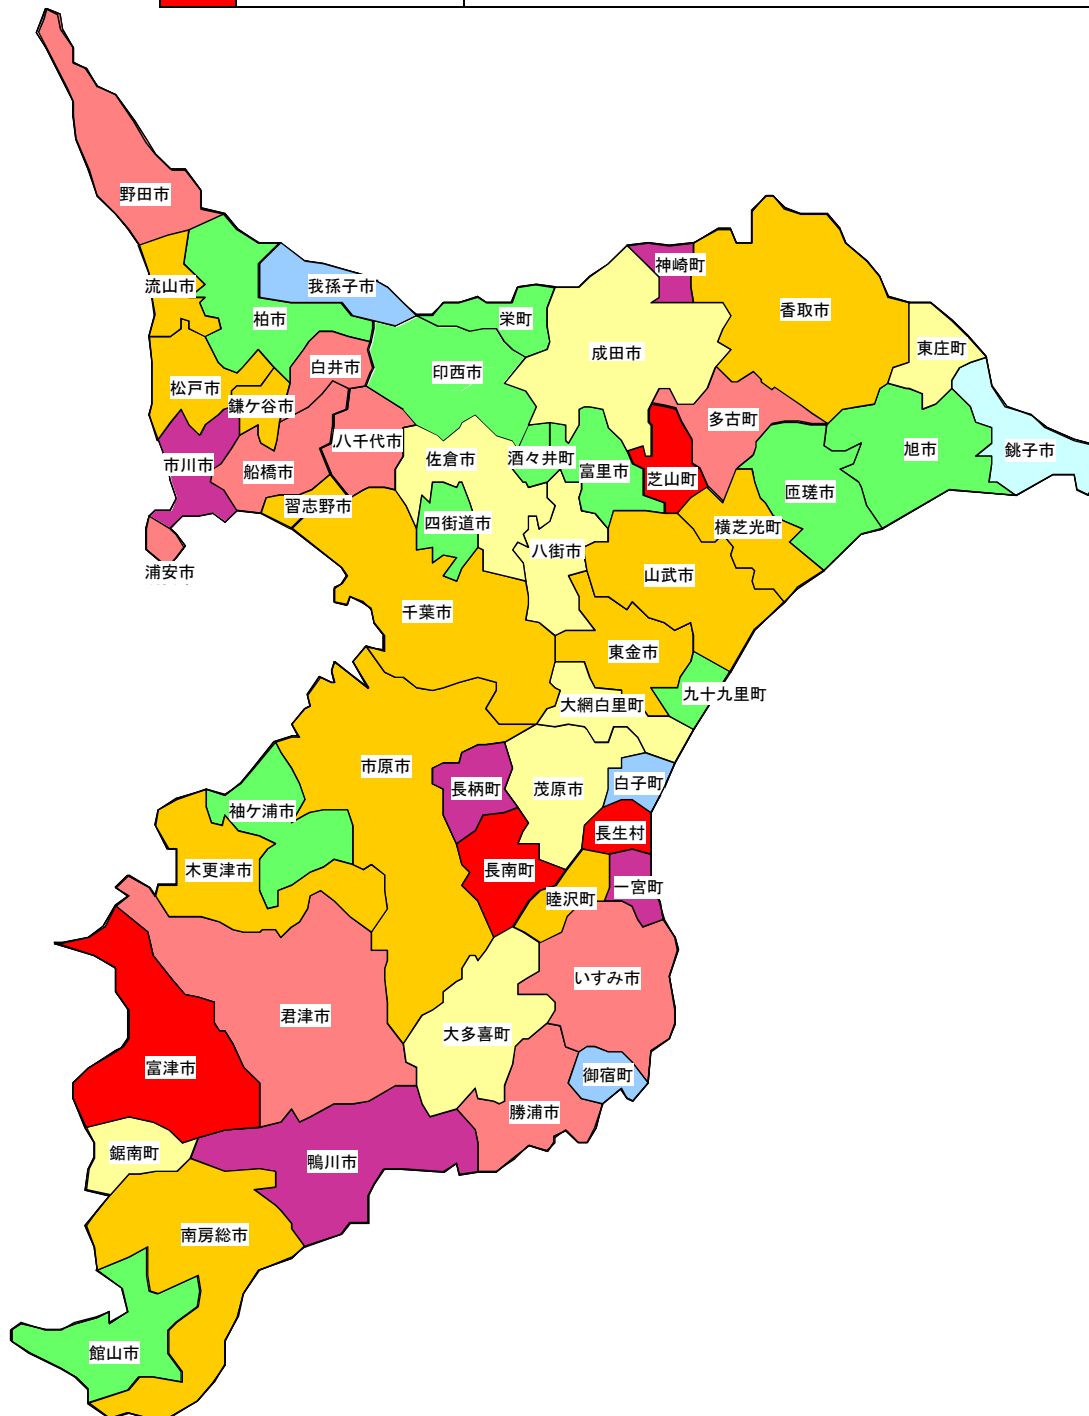 野田市
神崎町
流山市
我孫子市
香取市
柏市
栄町
東庄町
成田市
白井市
印西市
松戸市
鎌ケ谷市
多古町
八千代市
旭市
銚子市
市川市
船橋市
佐倉市
酒々井町
富里市
芝山町
匝瑳市
習志野市
四街道市
横芝光町
八街市
浦安市
山武市
千葉市
東金市
九十九里町
大網白里町
市原市
長柄町
茂原市
白子町
袖ケ浦市
長生村
木更津市
長南町
一宮町
睦沢町
いすみ市
君津市
大多喜町
富津市
御宿町
勝浦市
鋸南町
鴨川市
南房総市
館山市